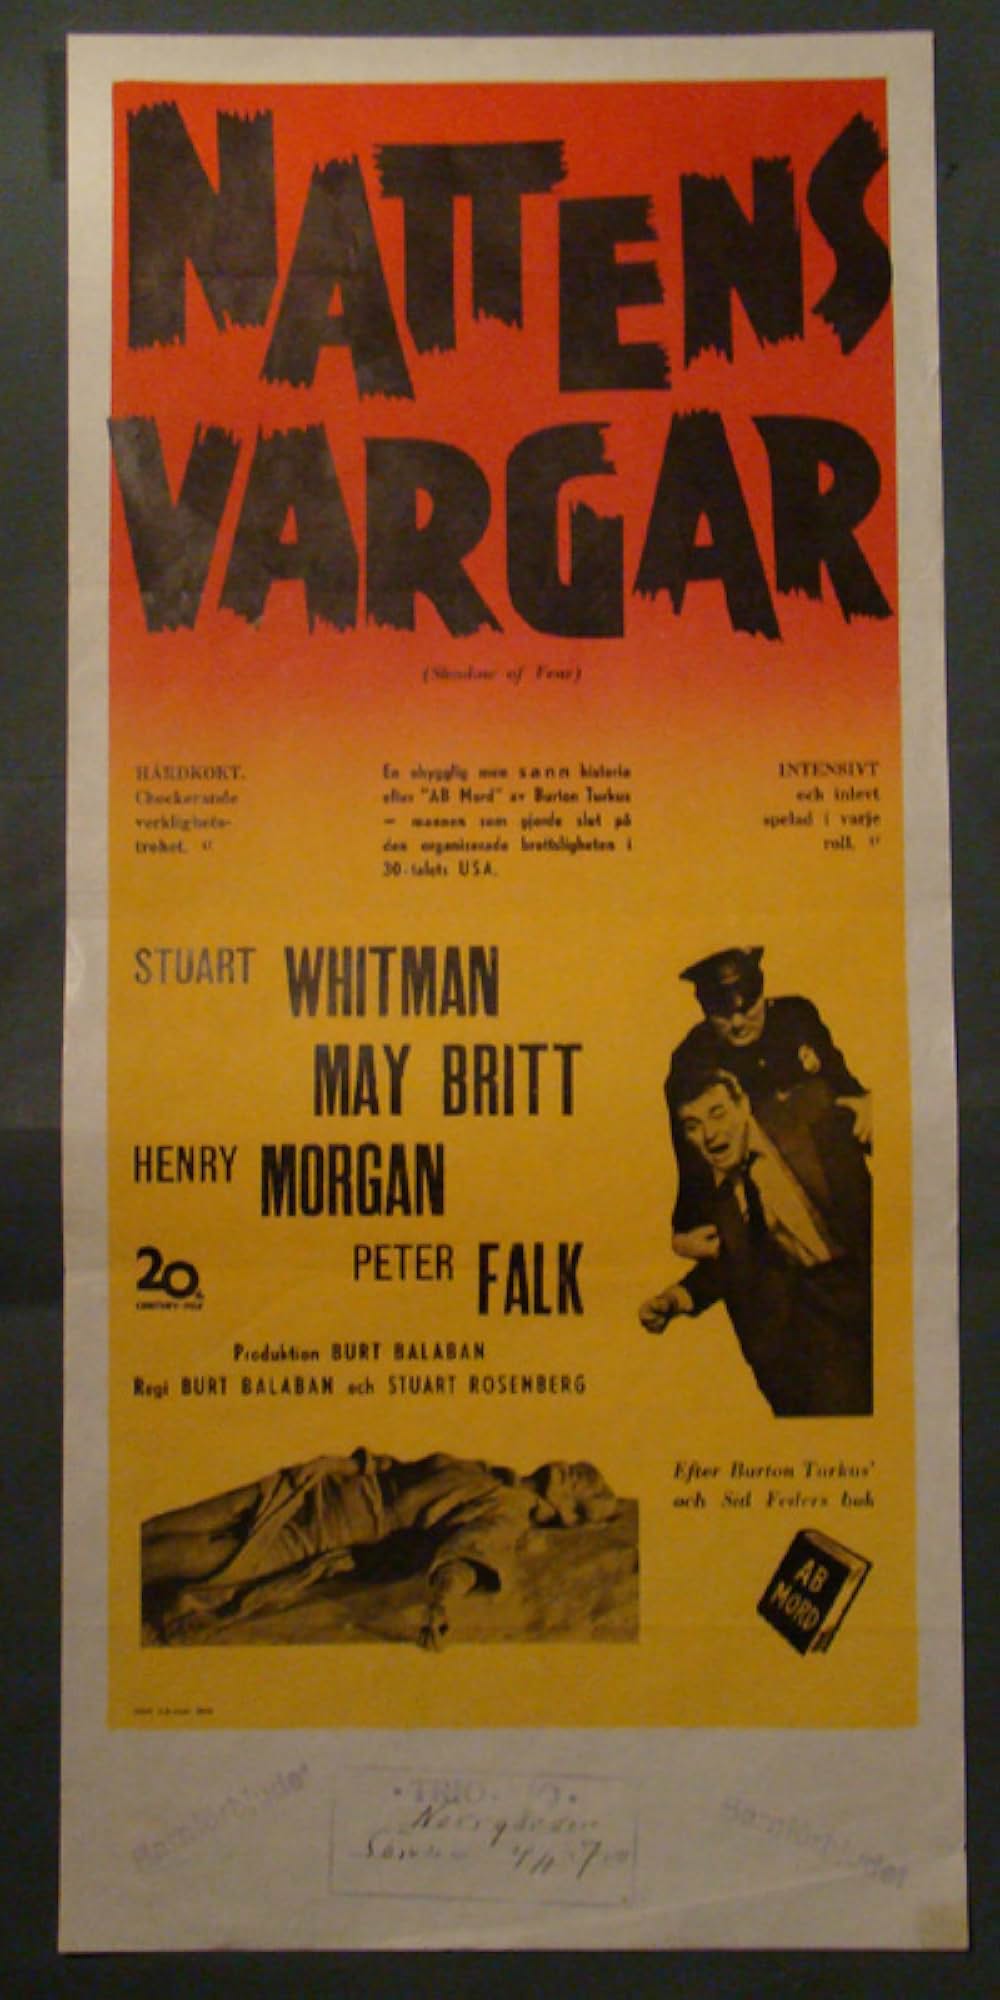 NATTENS
VARGAR
(Shadow of Fear)
HÅRDKOKT.
Chockerande
verklighets-
trohet.
En ohygglig men sann historia
efter "AB Mord" av Burton Turkus
— mannen som gjorde slut på
den organiserade brottsligheten i
30-talets USA.
INTENSIVT
och inlevt
spelad i varje
roll.
STUART WHITMAN
MAY BRITT
HENRY MORGAN
PETER FALK
20th
CENTURY-FOX
Produktion BURT BALABAN
Regi BURT BALABAN och STUART ROSENBERG
Efter Burton Turkus'
och Sid Feders bok
AB
MORD
Barnförbjudet
TRIO
Barnförbjudet